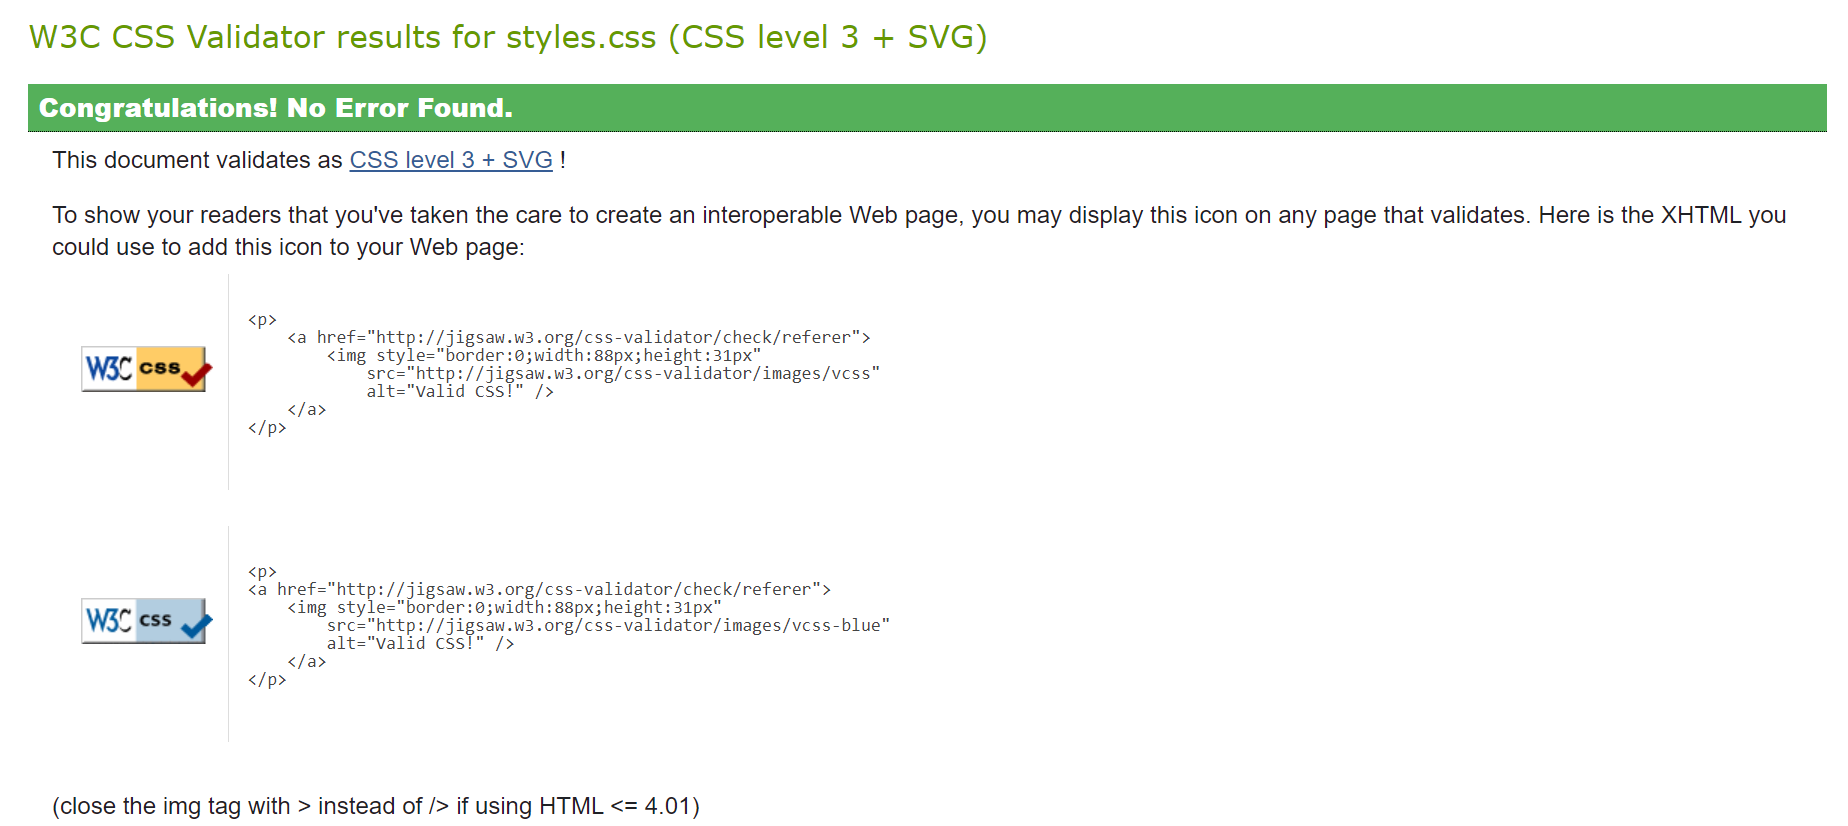 W3C CSS Validator results for styles.css (CSS level 3 + SVG)
Congratulations! No Error Found.
This document validates as CSS level 3 + SVG !
To show your readers that you've taken the care to create an interoperable Web page, you may display this icon on any page that validates. Here is the XHTML you
could use to add this icon to your Web page:
W3C css
<p>
    <a href="http://jigsaw.w3.org/css-validator/check/referer">
        <img style="border:0;width:88px;height:31px"
            src="http://jigsaw.w3.org/css-validator/images/vcss"
            alt="Valid CSS!" />
    </a>
</p>
W3C css
<p>
<a href="http://jigsaw.w3.org/css-validator/check/referer">
    <img style="border:0;width:88px;height:31px"
        src="http://jigsaw.w3.org/css-validator/images/vcss-blue"
        alt="Valid CSS!" />
    </a>
</p>
(close the img tag with > instead of /> if using HTML <= 4.01)